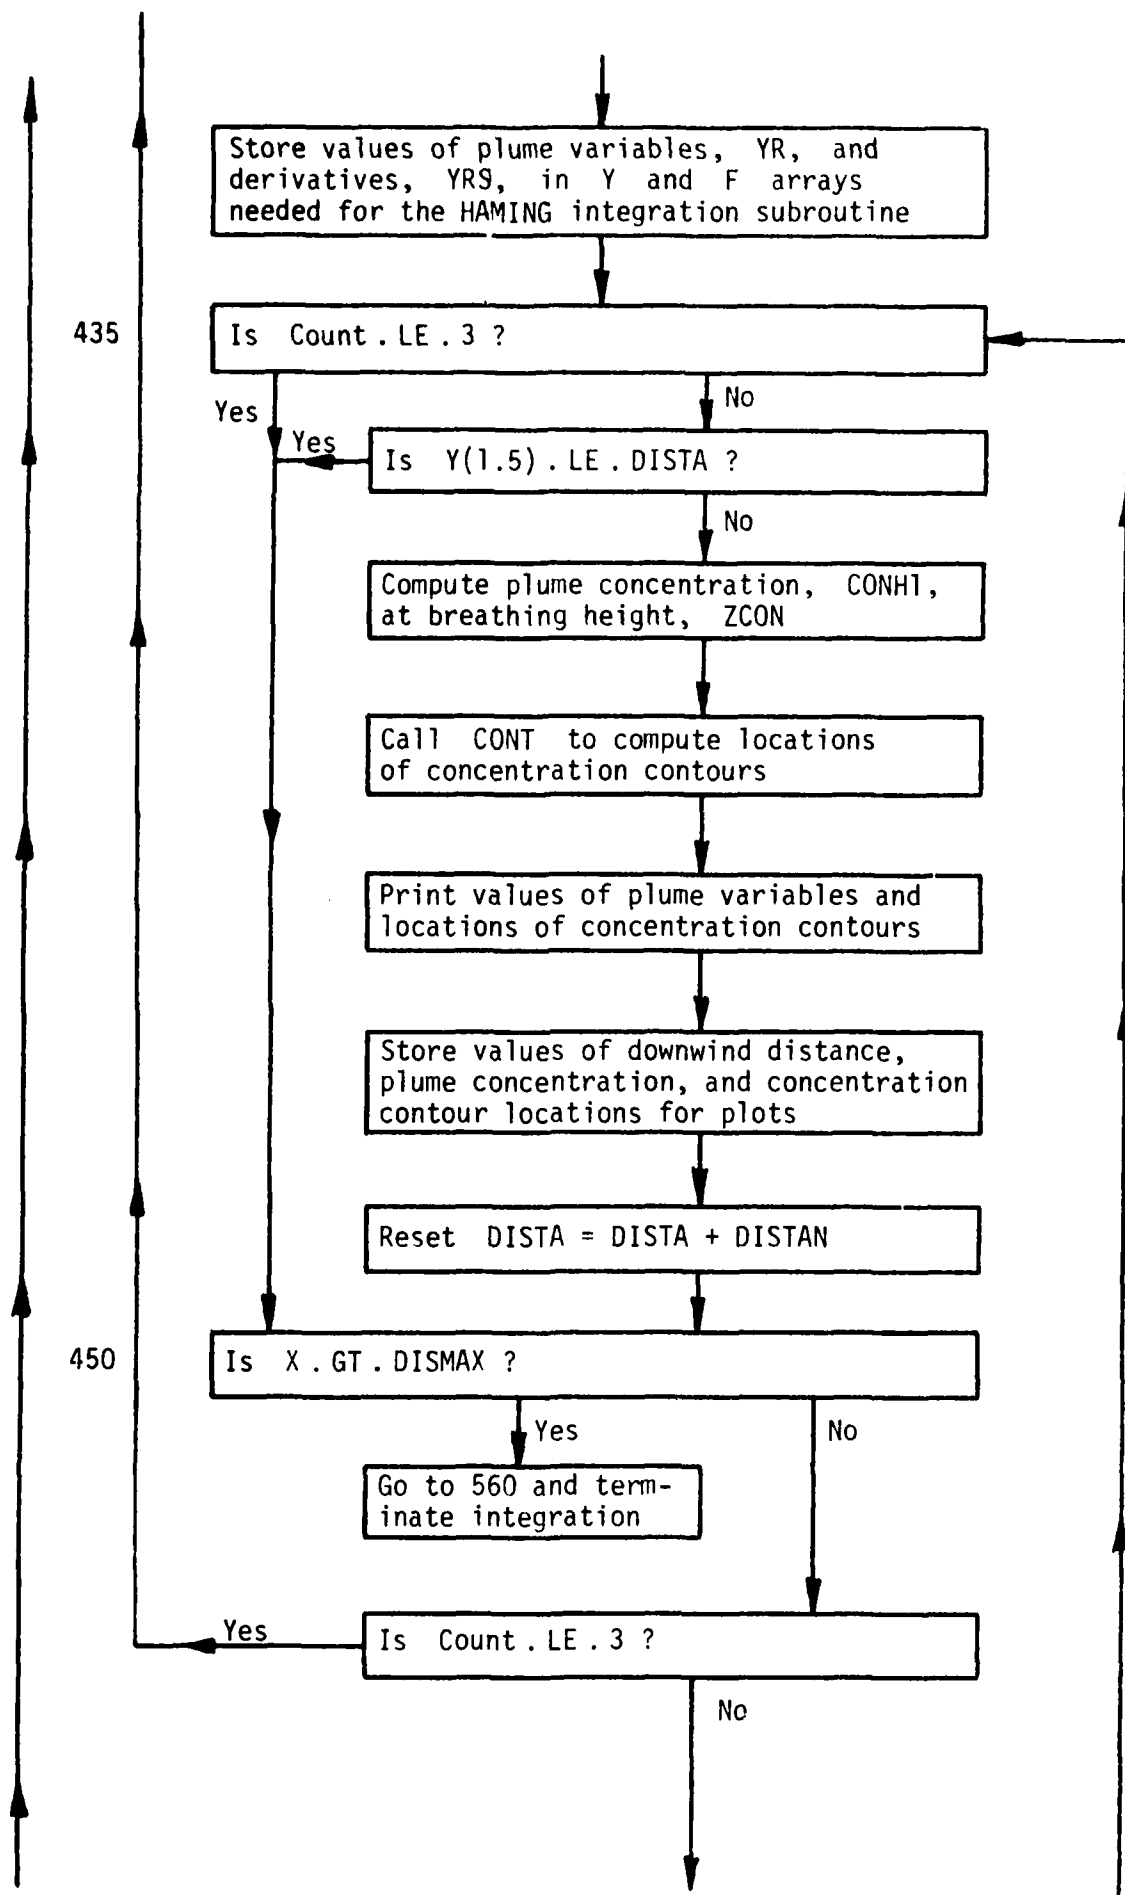 Store values of plume variables, YR, and
derivatives, YRS, in Y and F arrays
needed for the HAMING integration subroutine
435
Is Count.LE.3 ?
Yes
No
Yes
Is Y(1.5).LE.DISTA ?
No
Compute plume concentration, CONH1,
at breathing height, ZCON
Call CONT to compute locations
of concentration contours
Print values of plume variables and
locations of concentration contours
Store values of downwind distance,
plume concentration, and concentration
contour locations for plots
Reset DISTA = DISTA + DISTAN
450
Is X.GT.DISMAX ?
Yes
No
Go to 560 and term-
inate integration
Yes
Is Count.LE.3 ?
No